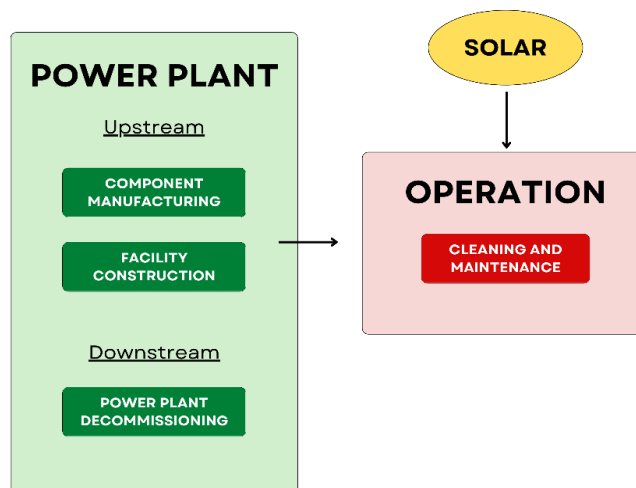 POWER PLANT
Upstream
COMPONENT
MANUFACTURING
FACILITY
CONSTRUCTION
Downstream
POWER PLANT
DECOMMISSIONING
SOLAR
OPERATION
CLEANING AND
MAINTENANCE